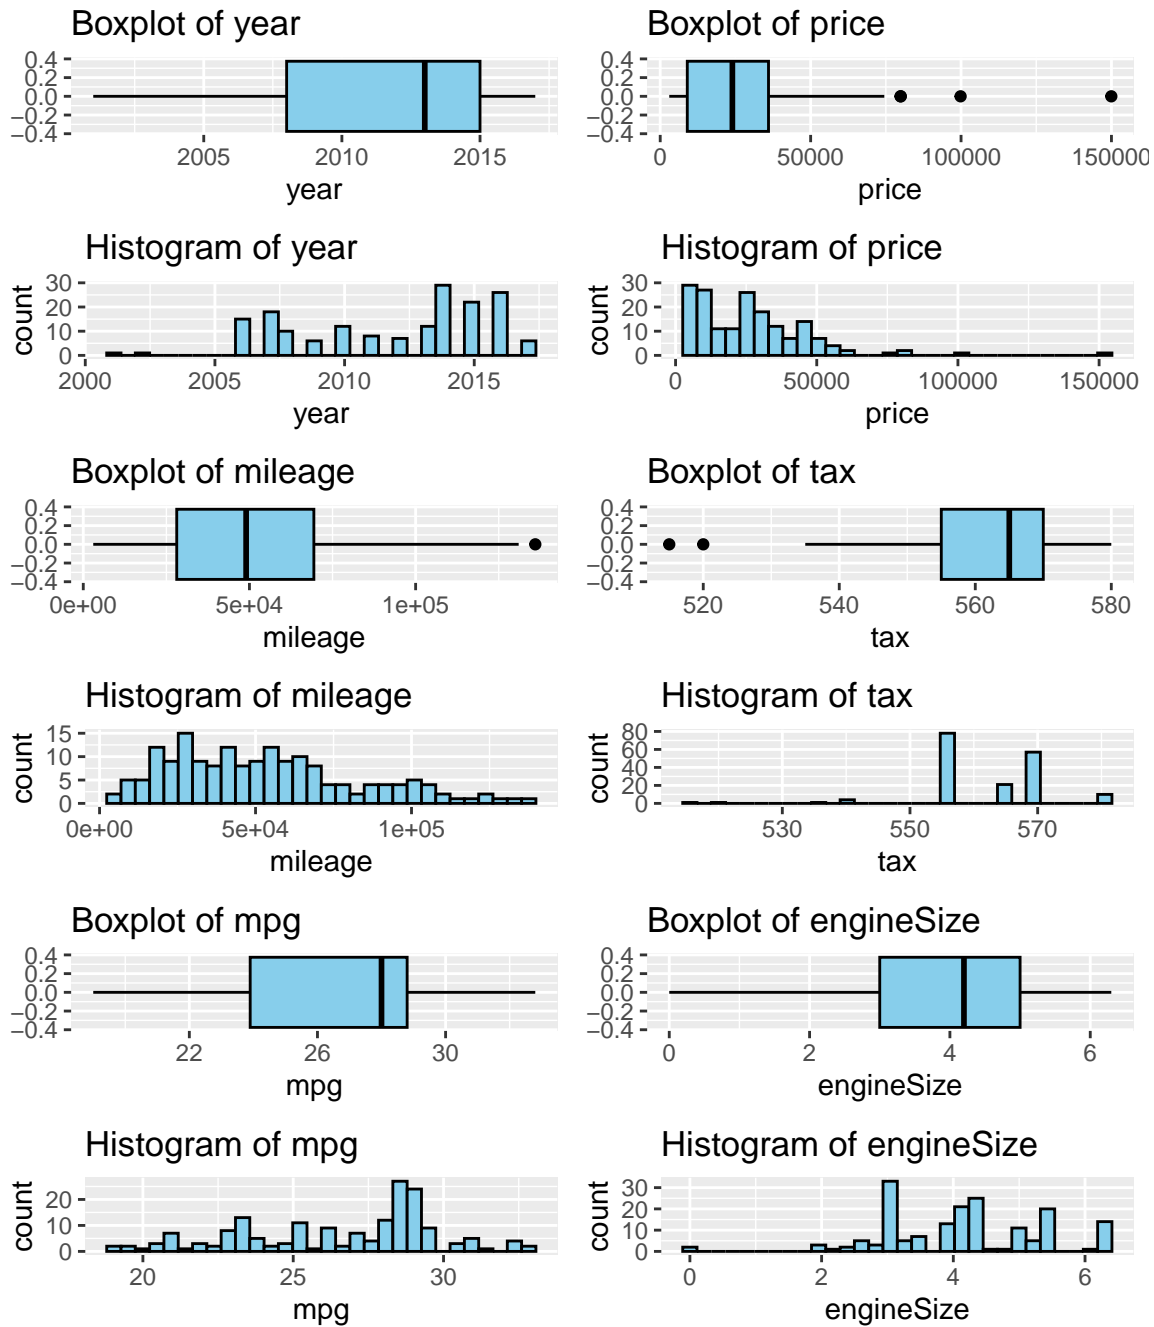 Boxplot of year
0.4
0.2
0.0
−0.2
−0.4
2005 2010 2015
year
Boxplot of price
0.4
0.2
0.0
−0.2
−0.4
0 50000 100000 150000
price
Histogram of year
count
30
20
10
0
2000 2005 2010 2015
year
Histogram of price
count
30
20
10
0
0 50000 100000 150000
price
Boxplot of mileage
0.4
0.2
0.0
−0.2
−0.4
0e+00 5e+04 1e+05
mileage
Boxplot of tax
0.4
0.2
0.0
−0.2
−0.4
520 540 560 580
tax
Histogram of mileage
count
15
10
5
0
0e+00 5e+04 1e+05
mileage
Histogram of tax
count
80
60
40
20
0
530 550 570
tax
Boxplot of mpg
0.4
0.2
0.0
−0.2
−0.4
22 26 30
mpg
Boxplot of engineSize
0.4
0.2
0.0
−0.2
−0.4
0 2 4 6
engineSize
Histogram of mpg
count
20
10
0
20 25 30
mpg
Histogram of engineSize
count
30
20
10
0
0 2 4 6
engineSize